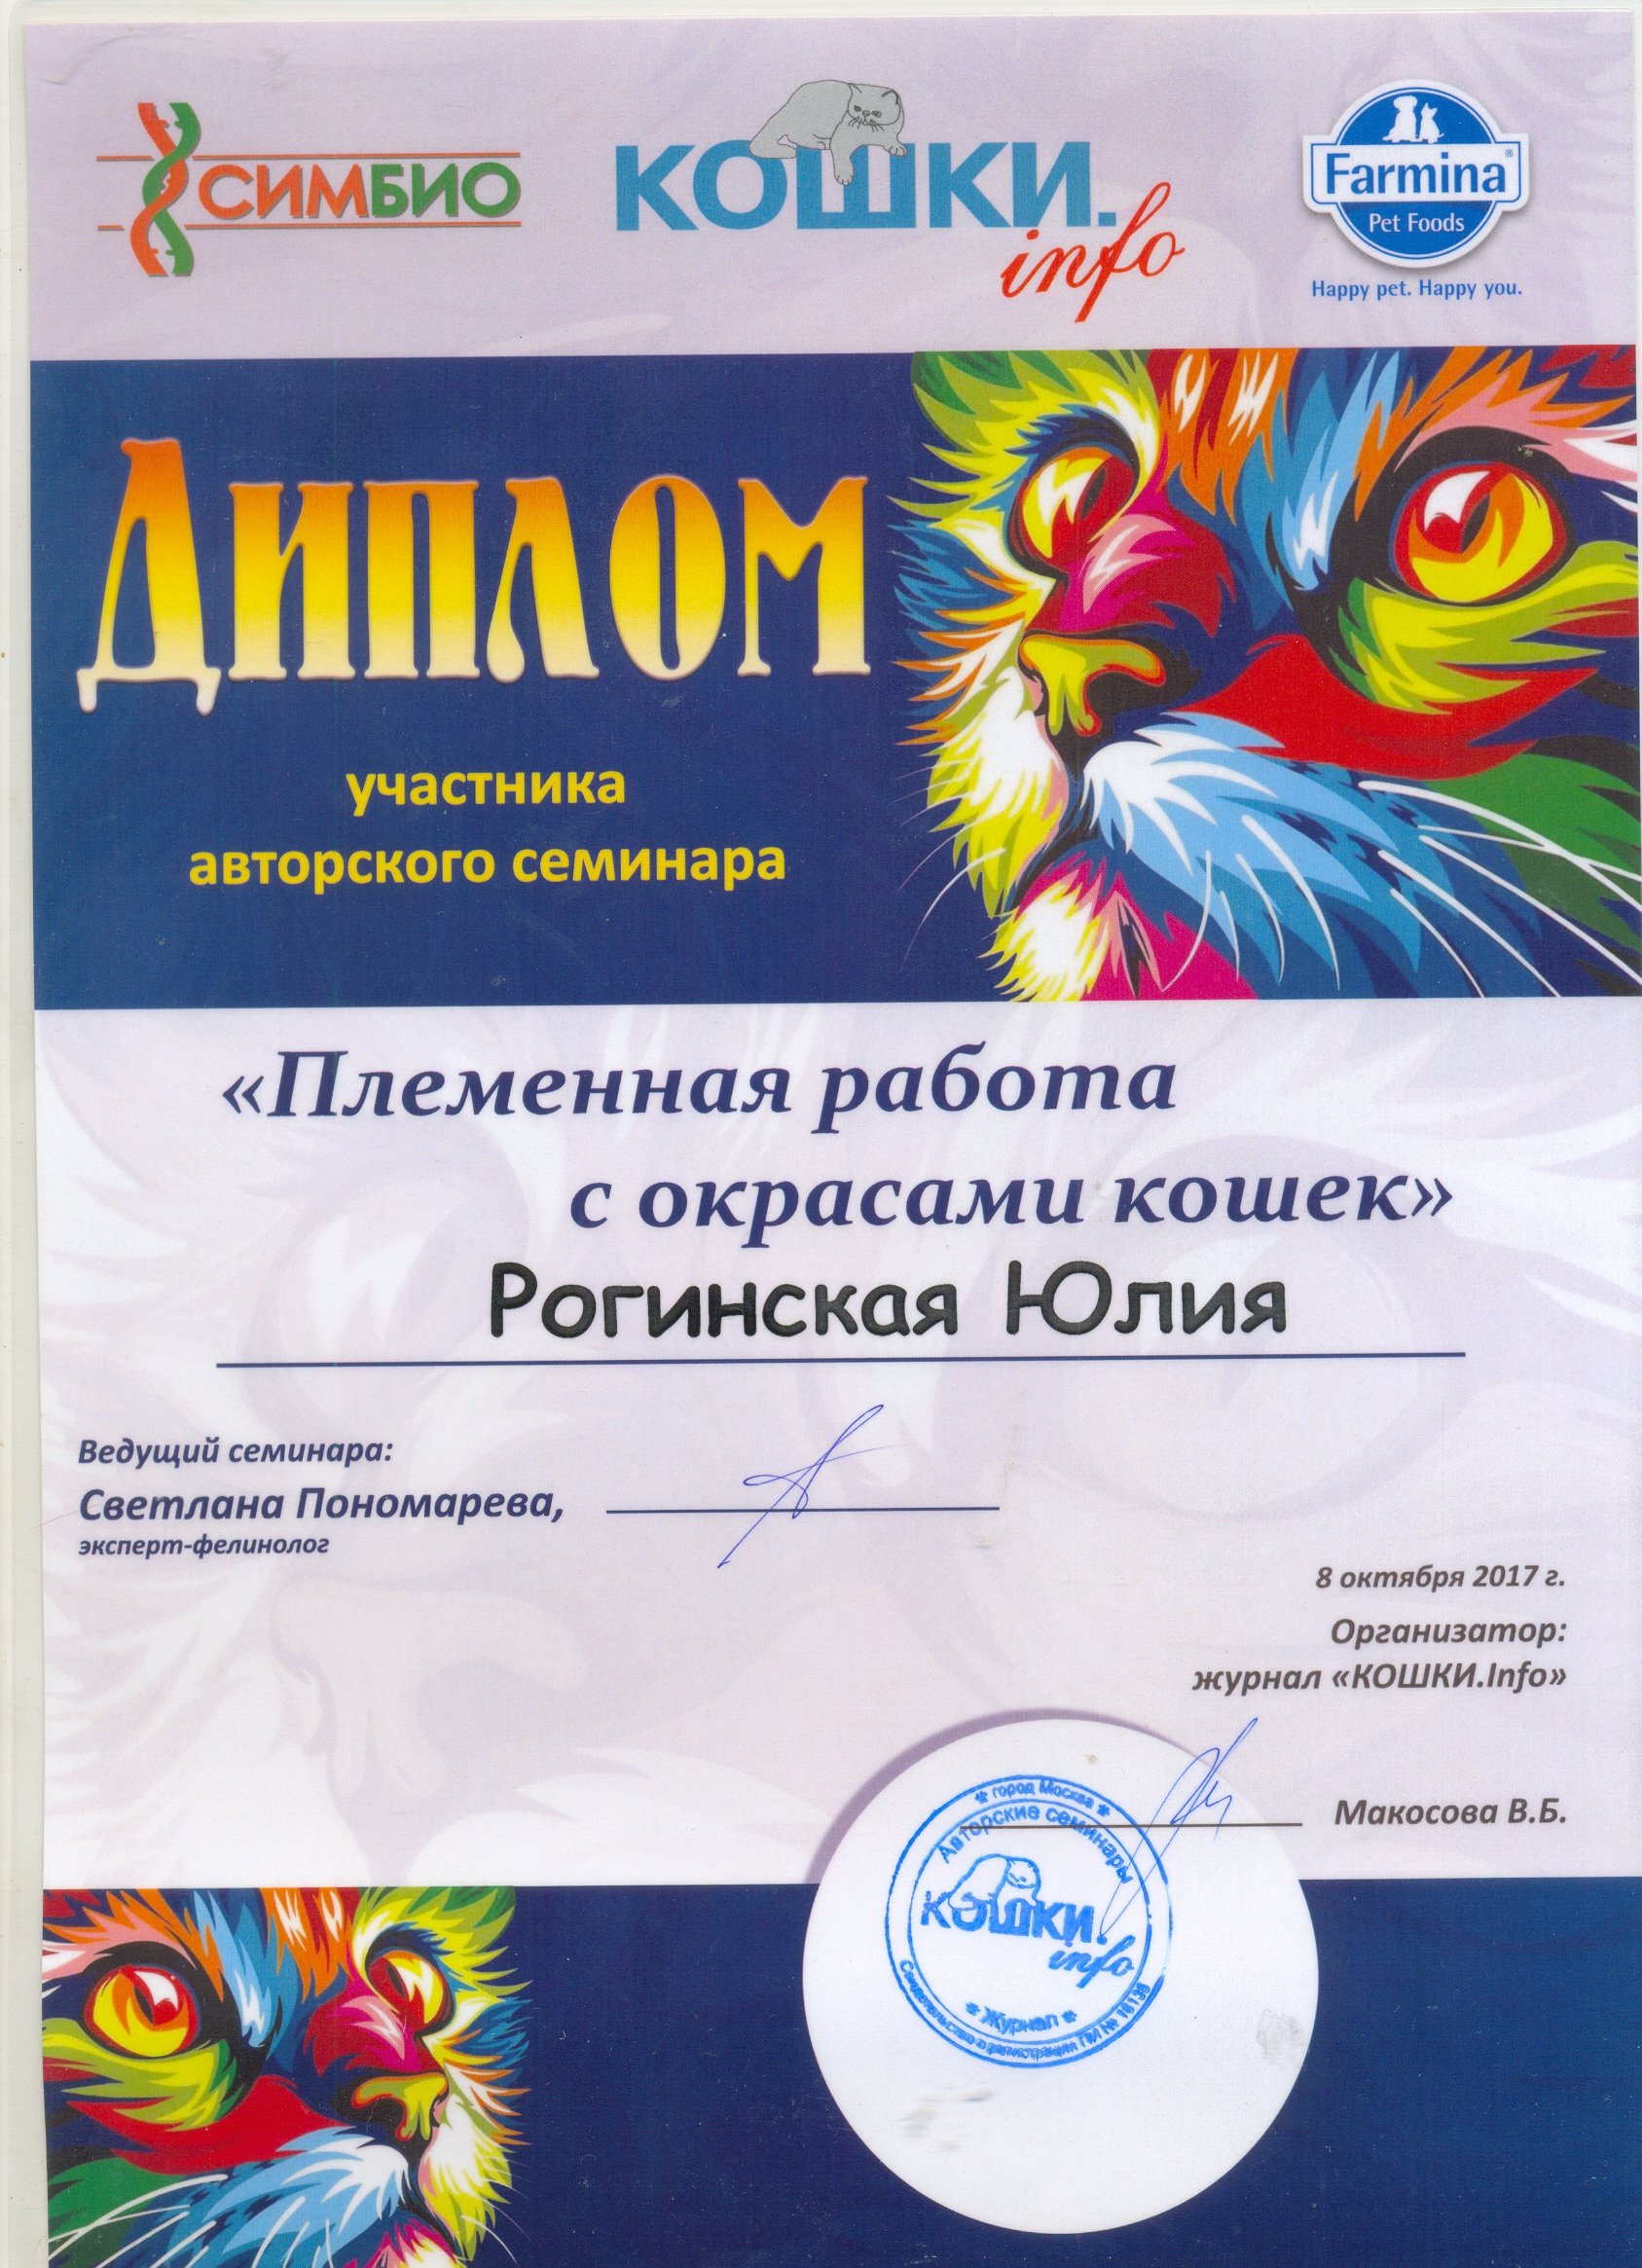 СИМБИО
КОШКИ.
info
Farmina®
Pet Foods
Happy pet. Happy you.
Диплом
участника
авторского семинара
«Племенная работа
с окрасами кошек»
Рогинская Юлия
Ведущий семинара:
Светлана Пономарева,
эксперт-фелинолог
8 октября 2017 г.
Организатор:
журнал «КОШКИ.Info»
Макосова В.Б.
* город Москва *
Авторские семинары
КОШКИ.
info
* Журнал *
Свидетельство о регистрации ПИ №